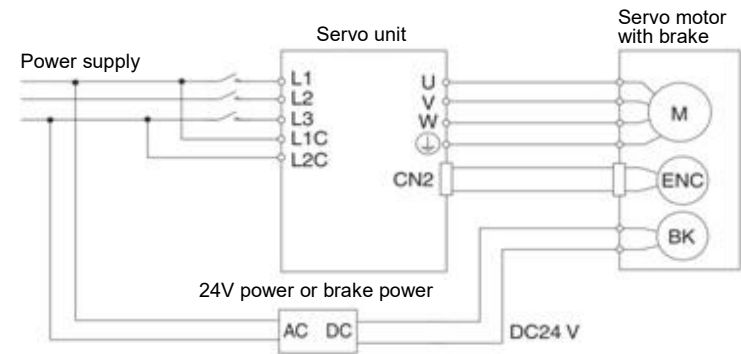 Servo motor
with brake
Servo unit
Power supply
L1
L2
L3
L1C
L2C
U
V
W
CN2
M
ENC
BK
24V power or brake power
AC DC
DC24 V